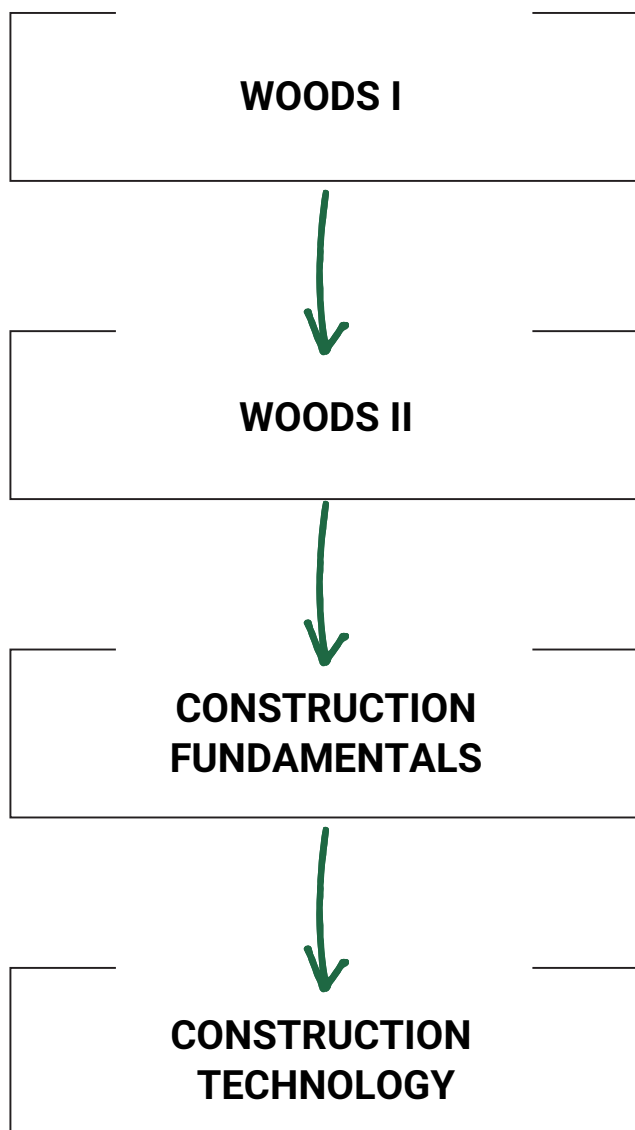 WOODS I
WOODS II
CONSTRUCTION
FUNDAMENTALS
CONSTRUCTION
TECHNOLOGY